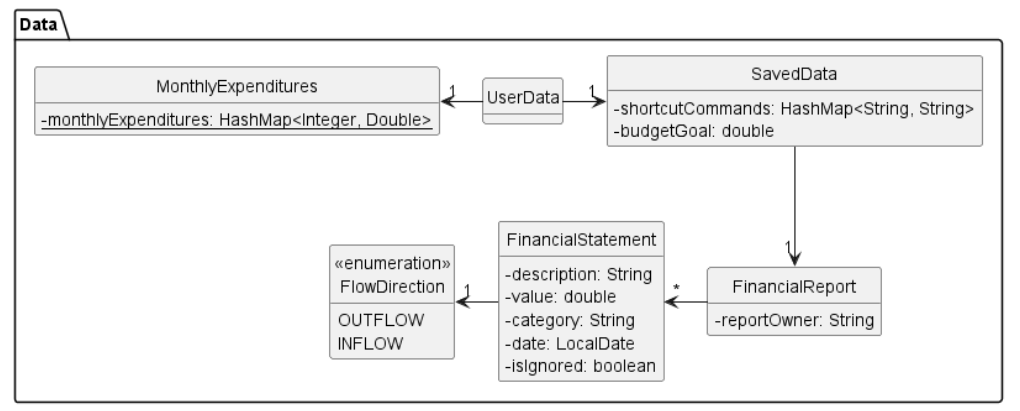 Data
MonthlyExpenditures
-monthlyExpenditures: HashMap<Integer, Double>
1
UserData
1
SavedData
-shortcutCommands: HashMap<String, String>
-budgetGoal: double
«enumeration»
FlowDirection
OUTFLOW
INFLOW
1
FinancialStatement
-description: String
-value: double
-category: String
-date: LocalDate
-isIgnored: boolean
*
1
FinancialReport
-reportOwner: String